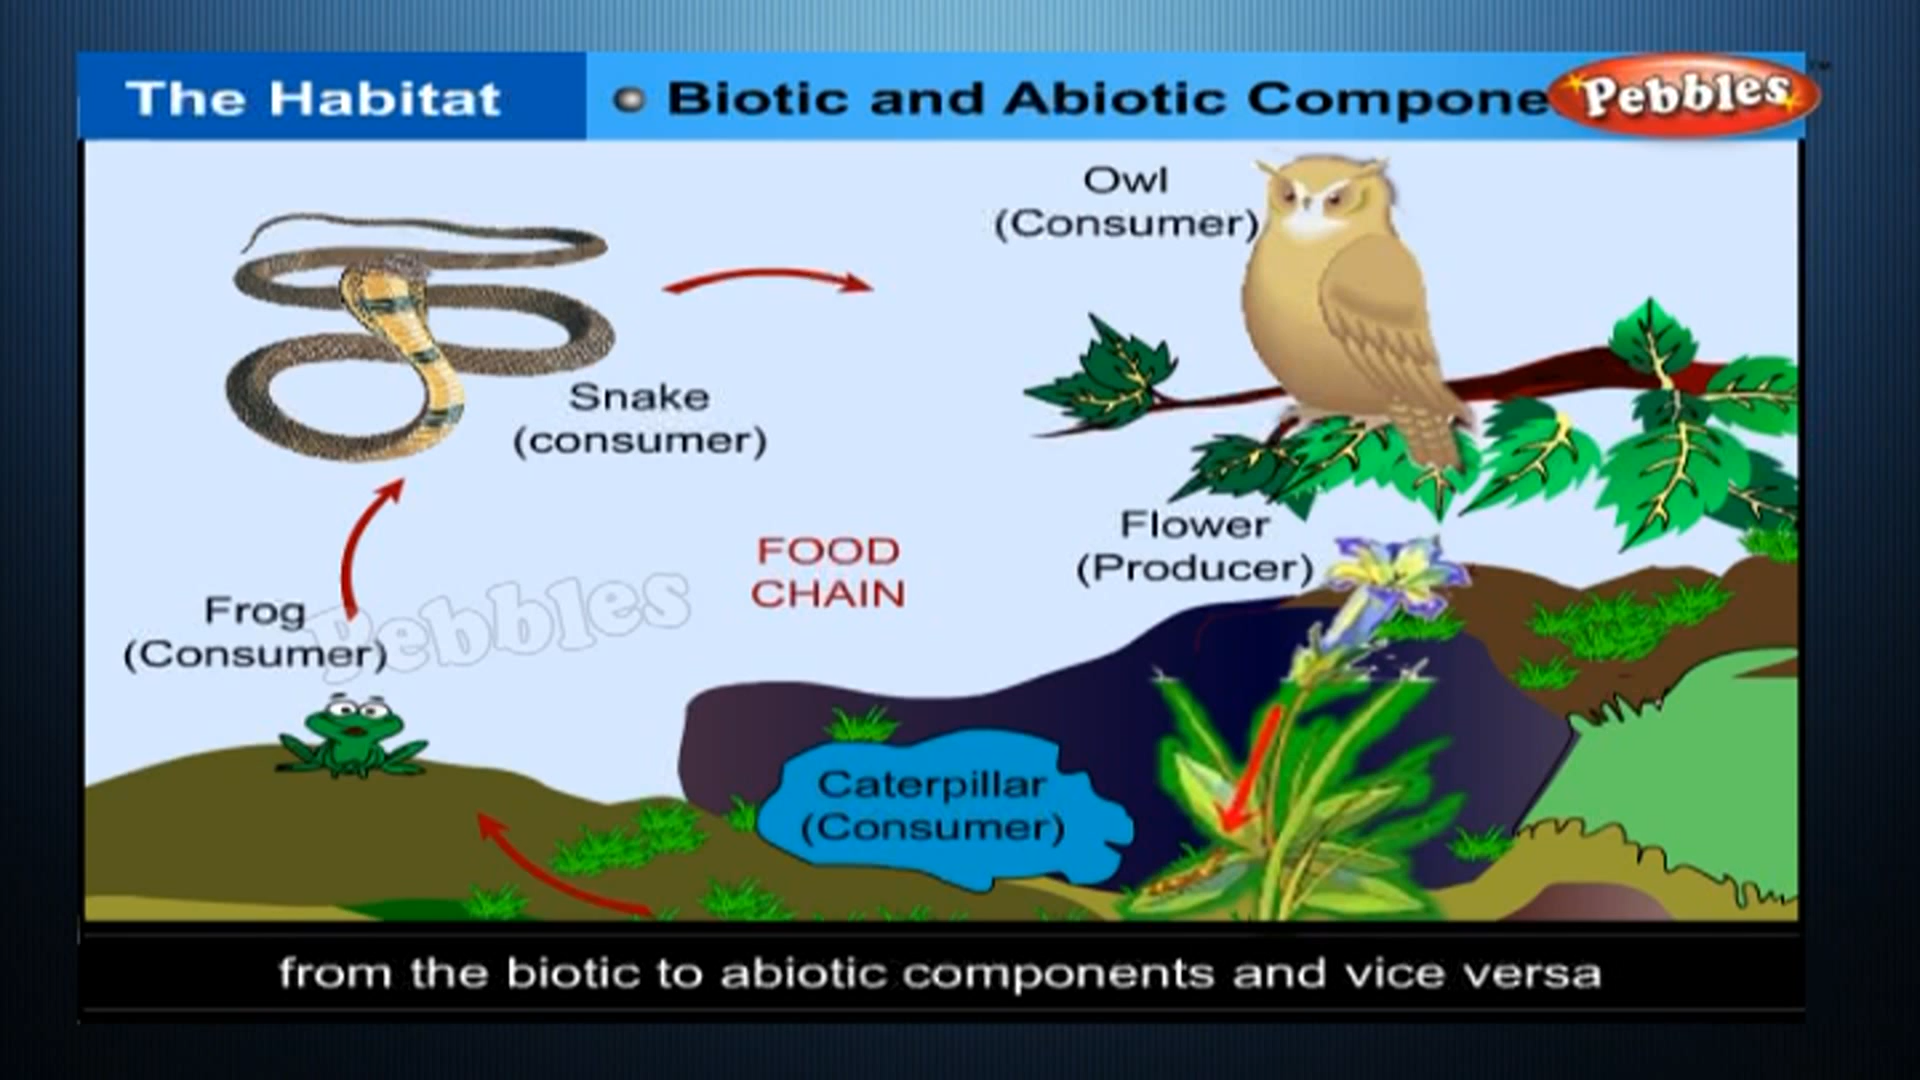 The Habitat
Biotic and Abiotic Compone
Pebbles
™
Owl
(Consumer)
Snake
(consumer)
Flower
(Producer)
FOOD
CHAIN
Frog
(Consumer)
Pebbles
Caterpillar
(Consumer)
from the biotic to abiotic components and vice versa